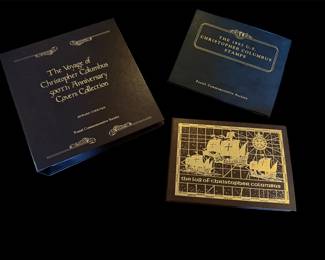 The Voyage of
Christopher Columbus
500th Anniversary
Covers Collection
Postal Commemorative Society
THE 1992 U.S.
CHRISTOPHER COLUMBUS
STAMPS
Postal Commemorative Society
the log of christopher columbus